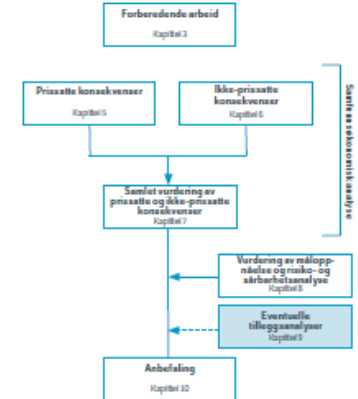 Forberedende arbeid
Kapittel 3
Prissatte konsekvenser
Kapittel 5
Ikke-prissatte
konsekvenser
Kapittel 6
Samfunnsøkonomisk analyse
Samlet vurdering av
prissatte og ikke-prissatte
konsekvenser
Kapittel 7
Vurdering av målopp-
nåelse og risiko- og
sårbarhetsanalyse
Kapittel 8
Eventuelle
tilleggsanalyser
Kapittel 9
Anbefaling
Kapittel 10